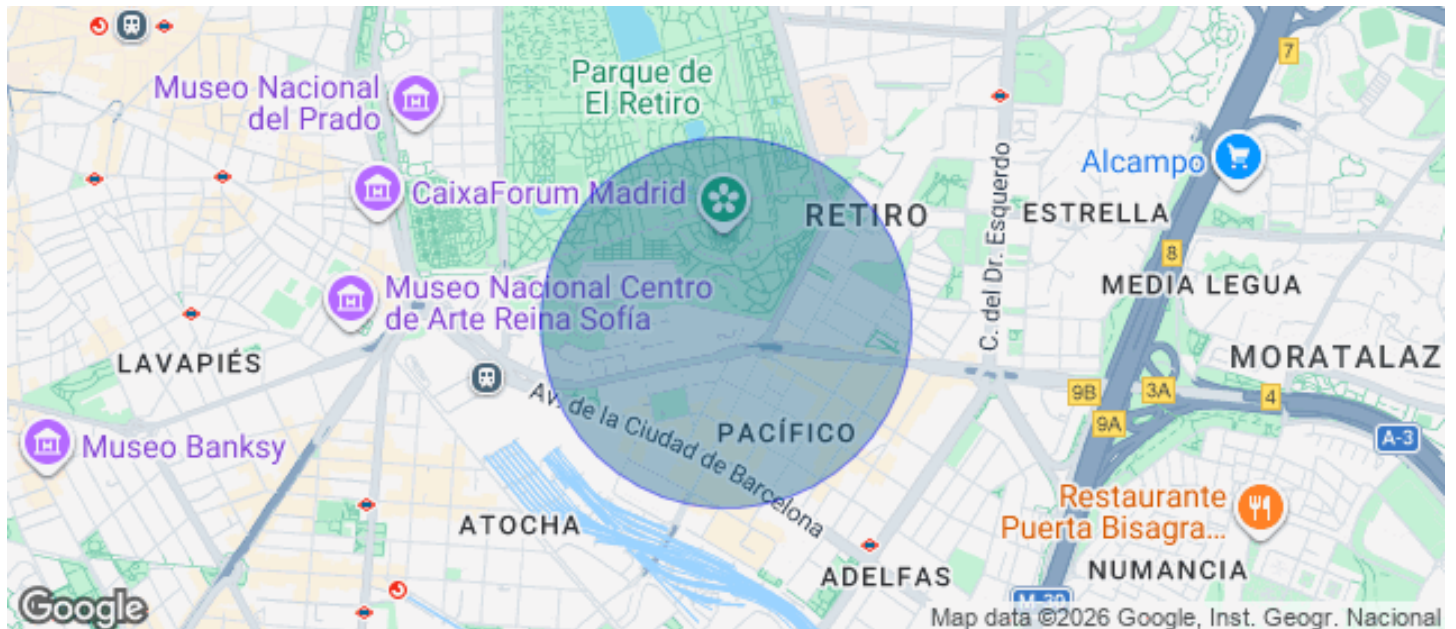 Museo Nacional
del Prado
Parque de
El Retiro
7
Alcampo
CaixaForum Madrid
RETIRO
ESTRELLA
C. del Dr. Esquerdo
8
MEDIA LEGUA
Museo Nacional Centro
de Arte Reina Sofía
LAVAPIÉS
MORATALAZ
9B
3A
4
9A
A-3
Av. de la Ciudad de Barcelona
PACÍFICO
Museo Banksy
ATOCHA
Restaurante
Puerta Bisagra...
ADELFAS
NUMANCIA
M-30
Google
Map data ©2026 Google, Inst. Geogr. Nacional